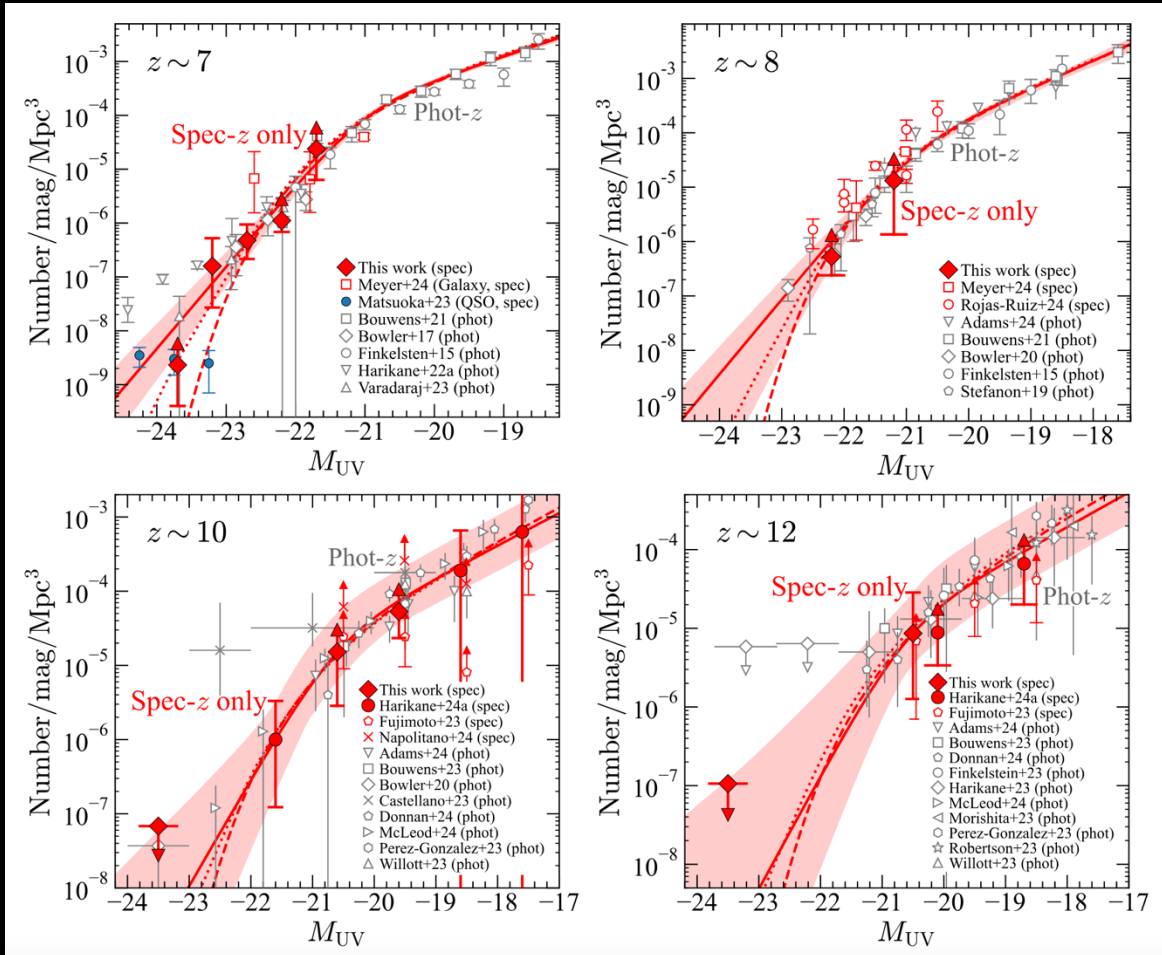 z ~ 7
Spec-z only
Phot-z
This work (spec)
Meyer+24 (Galaxy, spec)
Matsuoka+23 (QSO, spec)
Bouwens+21 (phot)
Bowler+17 (phot)
Finkelsten+15 (phot)
Harikane+22a (phot)
Varadaraj+23 (phot)
Number/mag/Mpc³
10⁻³
10⁻⁴
10⁻⁵
10⁻⁶
10⁻⁷
10⁻⁸
10⁻⁹
−24 −23 −22 −21 −20 −19
M_UV
z ~ 8
Phot-z
Spec-z only
This work (spec)
Meyer+24 (spec)
Rojas-Ruiz+24 (spec)
Adams+24 (phot)
Bouwens+21 (phot)
Bowler+20 (phot)
Finkelsten+15 (phot)
Stefanon+19 (phot)
Number/mag/Mpc³
10⁻³
10⁻⁴
10⁻⁵
10⁻⁶
10⁻⁷
10⁻⁸
10⁻⁹
−24 −23 −22 −21 −20 −19 −18
M_UV
z ~ 10
Phot-z
Spec-z only
This work (spec)
Harikane+24a (spec)
Fujimoto+23 (spec)
Napolitano+24 (spec)
Adams+24 (phot)
Bouwens+23 (phot)
Bowler+20 (phot)
Castellano+23 (phot)
Donnan+24 (phot)
McLeod+24 (phot)
Perez-Gonzalez+23 (phot)
Willott+23 (phot)
Number/mag/Mpc³
10⁻³
10⁻⁴
10⁻⁵
10⁻⁶
10⁻⁷
10⁻⁸
−24 −23 −22 −21 −20 −19 −18 −17
M_UV
z ~ 12
Spec-z only
Phot-z
This work (spec)
Harikane+24a (spec)
Fujimoto+23 (spec)
Adams+24 (phot)
Bouwens+23 (phot)
Donnan+24 (phot)
Finkelstein+23 (phot)
Harikane+23 (phot)
McLeod+24 (phot)
Morishita+23 (phot)
Perez-Gonzalez+23 (phot)
Robertson+23 (phot)
Willott+23 (phot)
Number/mag/Mpc³
10⁻⁴
10⁻⁵
10⁻⁶
10⁻⁷
10⁻⁸
−24 −23 −22 −21 −20 −19 −18 −17
M_UV